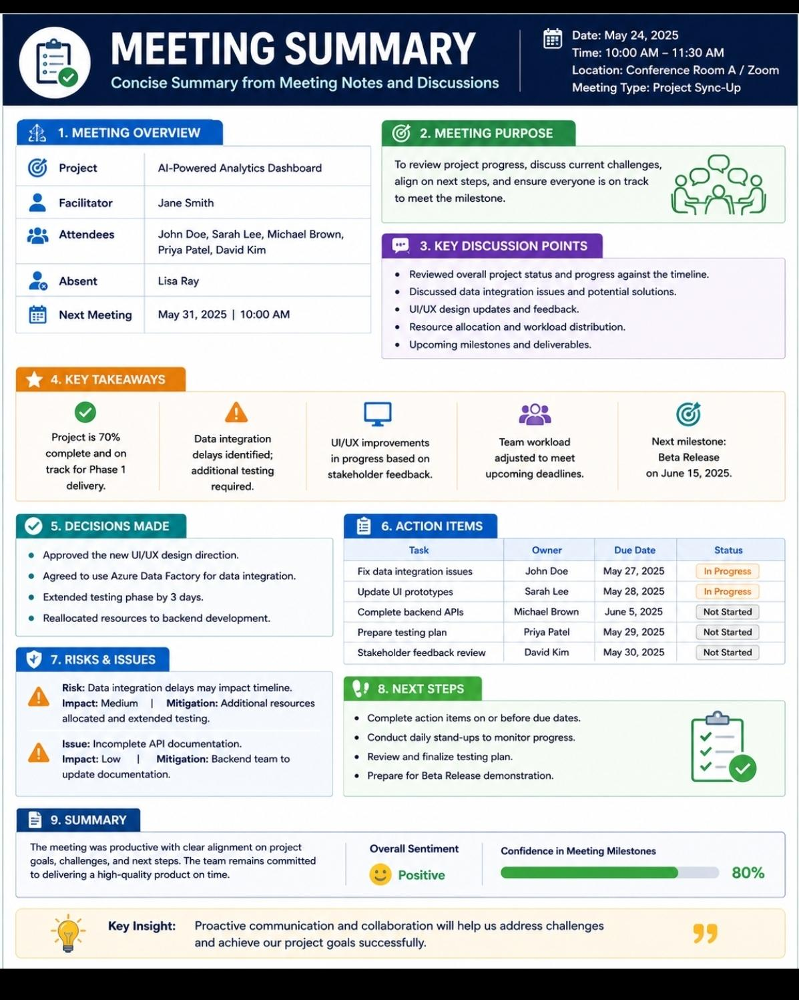 MEETING SUMMARY
Concise Summary from Meeting Notes and Discussions
Date: May 24, 2025
Time: 10:00 AM – 11:30 AM
Location: Conference Room A / Zoom
Meeting Type: Project Sync-Up
1. MEETING OVERVIEW
Project AI-Powered Analytics Dashboard
Facilitator Jane Smith
Attendees John Doe, Sarah Lee, Michael Brown,
Priya Patel, David Kim
Absent Lisa Ray
Next Meeting May 31, 2025 | 10:00 AM
2. MEETING PURPOSE
To review project progress, discuss current challenges,
align on next steps, and ensure everyone is on track
to meet the milestone.
3. KEY DISCUSSION POINTS
• Reviewed overall project status and progress against the timeline.
• Discussed data integration issues and potential solutions.
• UI/UX design updates and feedback.
• Resource allocation and workload distribution.
• Upcoming milestones and deliverables.
4. KEY TAKEAWAYS
Project is 70%
complete and on
track for Phase 1
delivery.
Data integration
delays identified;
additional testing
required.
UI/UX improvements
in progress based on
stakeholder feedback.
Team workload
adjusted to meet
upcoming deadlines.
Next milestone:
Beta Release
on June 15, 2025.
5. DECISIONS MADE
• Approved the new UI/UX design direction.
• Agreed to use Azure Data Factory for data integration.
• Extended testing phase by 3 days.
• Reallocated resources to backend development.
6. ACTION ITEMS
Task Owner Due Date Status
Fix data integration issues John Doe May 27, 2025 In Progress
Update UI prototypes Sarah Lee May 28, 2025 In Progress
Complete backend APIs Michael Brown June 5, 2025 Not Started
Prepare testing plan Priya Patel May 29, 2025 Not Started
Stakeholder feedback review David Kim May 30, 2025 Not Started
7. RISKS & ISSUES
Risk: Data integration delays may impact timeline.
Impact: Medium | Mitigation: Additional resources
allocated and extended testing.
Issue: Incomplete API documentation.
Impact: Low | Mitigation: Backend team to
update documentation.
8. NEXT STEPS
• Complete action items on or before due dates.
• Conduct daily stand-ups to monitor progress.
• Review and finalize testing plan.
• Prepare for Beta Release demonstration.
9. SUMMARY
The meeting was productive with clear alignment on project
goals, challenges, and next steps. The team remains committed
to delivering a high-quality product on time.
Overall Sentiment
Positive
Confidence in Meeting Milestones
80%
Key Insight: Proactive communication and collaboration will help us address challenges
and achieve our project goals successfully.
”